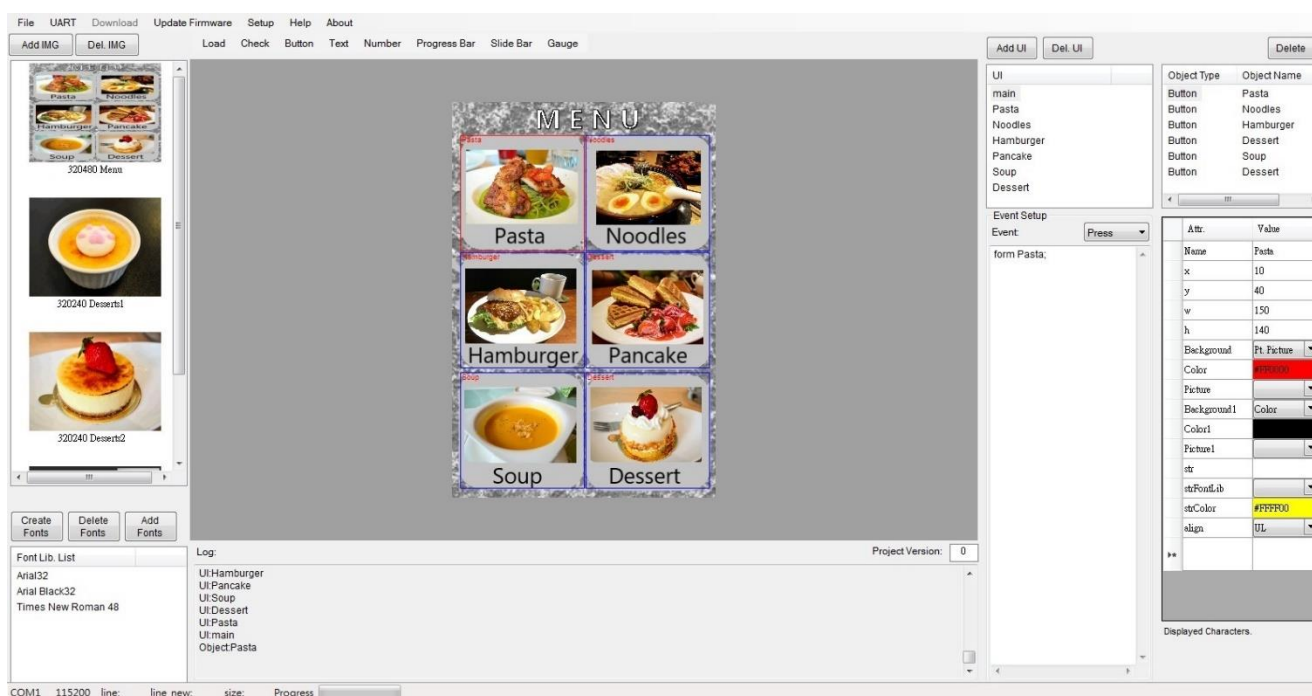 File UART Download Update Firmware Setup Help About
Add IMG Del. IMG
Load Check Button Text Number Progress Bar Slide Bar Gauge
Add UI Del. UI
Delete
Pasta Noodles
Hamburger Pancake
Soup Dessert
320480 Menu
320240 Desserts1
320240 Desserts2
MENU
Pasta Noodles
Pasta Noodles
Hamburger Dessert
Hamburger Pancake
Soup Dessert
Soup Dessert
UI
main
Pasta
Noodles
Hamburger
Pancake
Soup
Dessert
Object Type Object Name
Button Pasta
Button Noodles
Button Hamburger
Button Dessert
Button Soup
Button Dessert
Event Setup
Event: Press
form Pasta;
Attr. Value
Name Pasta
x 10
y 40
w 150
h 140
Background Pt. Picture
Color #FF0000
Picture
Background1 Color
Color1
Picture1
str
strFontLib
strColor #FFFF00
align UL
Displayed Characters.
Create Fonts Delete Fonts Add Fonts
Font Lib. List
Arial32
Arial Black32
Times New Roman 48
Log:
Project Version: 0
UI:Hamburger
UI:Pancake
UI:Soup
UI:Dessert
UI:Pasta
UI:main
Object:Pasta
COM1 115200 line: line new: size: Progress